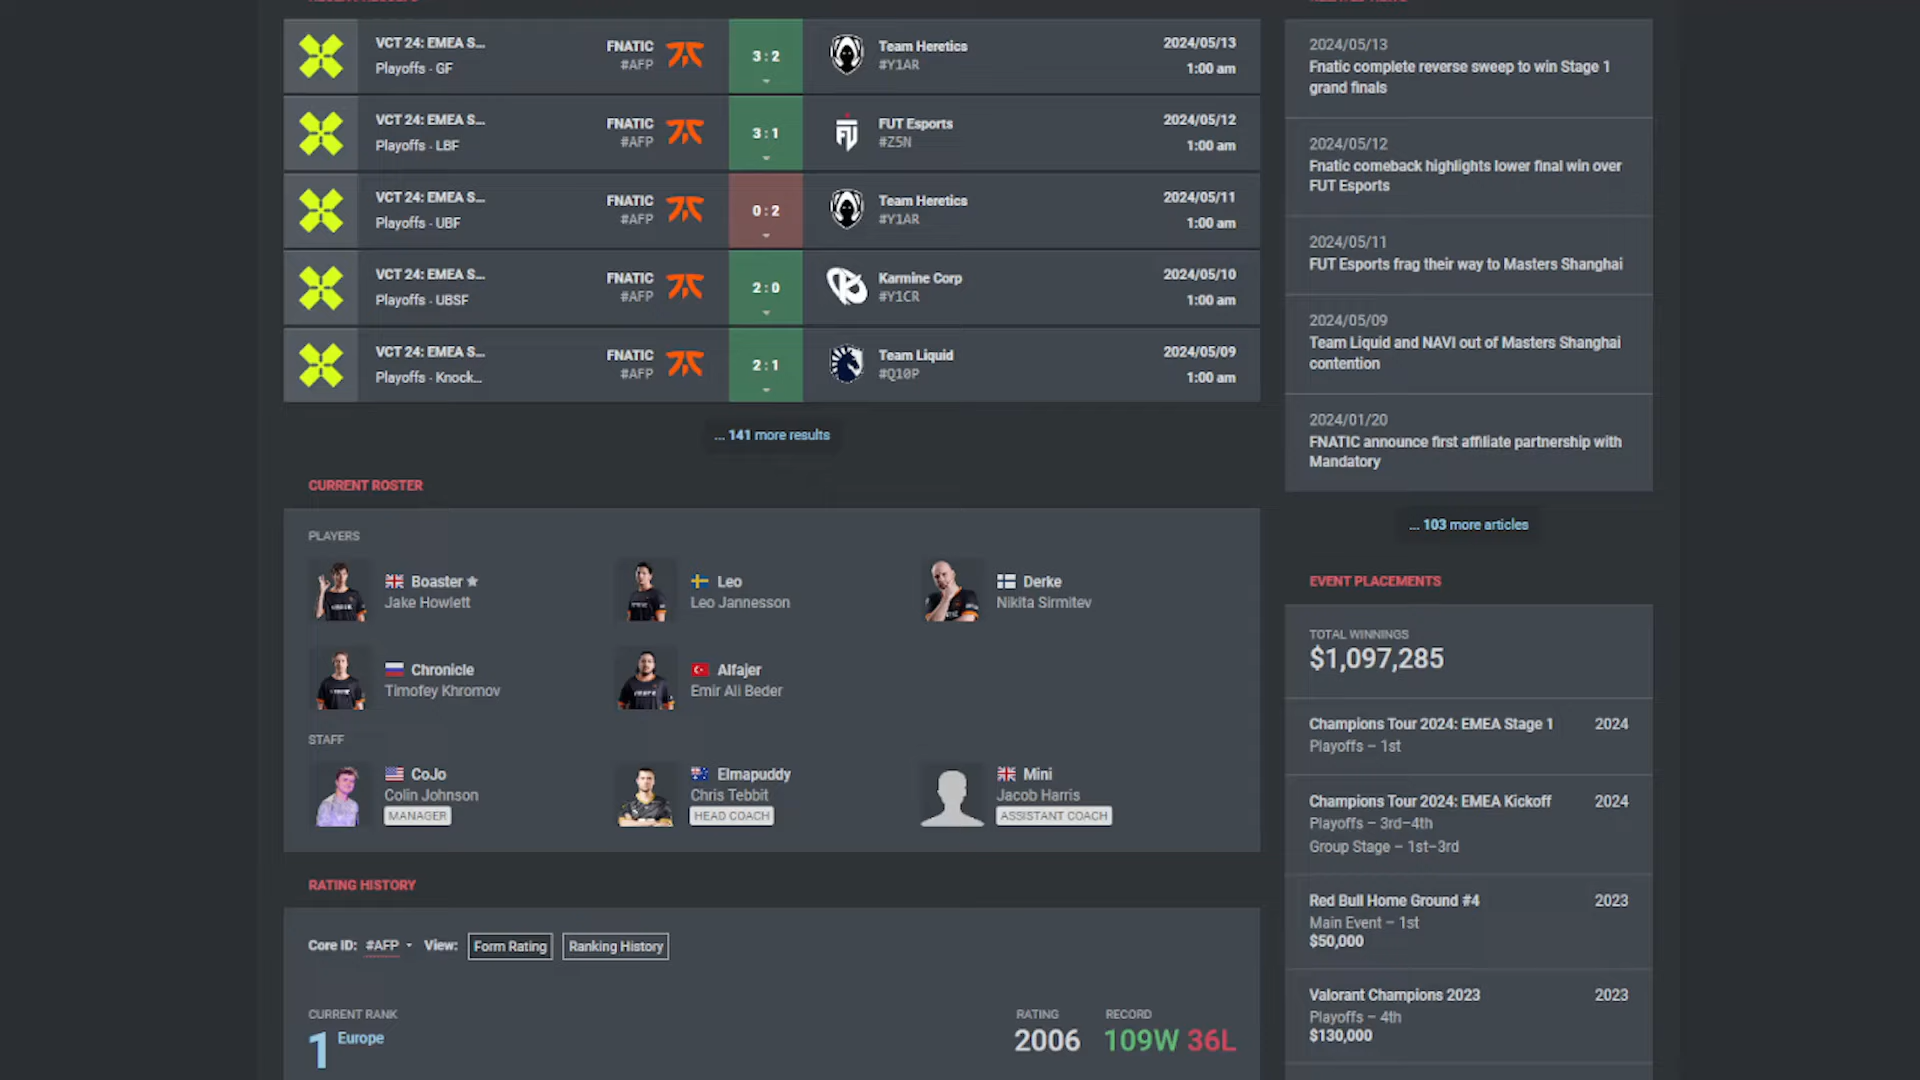 VCT 24: EMEA S...
Playoffs - GF
FNATIC
#AFP
3 : 2
Team Heretics
#Y1AR
2024/05/13
1:00 am
VCT 24: EMEA S...
Playoffs - LBF
FNATIC
#AFP
3 : 1
FUT Esports
#Z5N
2024/05/12
1:00 am
VCT 24: EMEA S...
Playoffs - UBF
FNATIC
#AFP
0 : 2
Team Heretics
#Y1AR
2024/05/11
1:00 am
VCT 24: EMEA S...
Playoffs - UBSF
FNATIC
#AFP
2 : 0
Karmine Corp
#Y1CR
2024/05/10
1:00 am
VCT 24: EMEA S...
Playoffs - Knock...
FNATIC
#AFP
2 : 1
Team Liquid
#Q10P
2024/05/09
1:00 am
... 141 more results
CURRENT ROSTER
PLAYERS
Boaster
Jake Howlett
Leo
Leo Jannesson
Derke
Nikita Sirmitev
Chronicle
Timofey Khromov
Alfajer
Emir Ali Beder
STAFF
CoJo
Colin Johnson
MANAGER
Elmapuddy
Chris Tebbit
HEAD COACH
Mini
Jacob Harris
ASSISTANT COACH
RATING HISTORY
Core ID: #AFP View: Form Rating Ranking History
CURRENT RANK
1 Europe
RATING
2006
RECORD
109W 36L
2024/05/13
Fnatic complete reverse sweep to win Stage 1
grand finals
2024/05/12
Fnatic comeback highlights lower final win over
FUT Esports
2024/05/11
FUT Esports frag their way to Masters Shanghai
2024/05/09
Team Liquid and NAVI out of Masters Shanghai
contention
2024/01/20
FNATIC announce first affiliate partnership with
Mandatory
... 103 more articles
EVENT PLACEMENTS
TOTAL WINNINGS
$1,097,285
Champions Tour 2024: EMEA Stage 1 2024
Playoffs – 1st
Champions Tour 2024: EMEA Kickoff 2024
Playoffs – 3rd–4th
Group Stage – 1st–3rd
Red Bull Home Ground #4 2023
Main Event – 1st
$50,000
Valorant Champions 2023 2023
Playoffs – 4th
$130,000